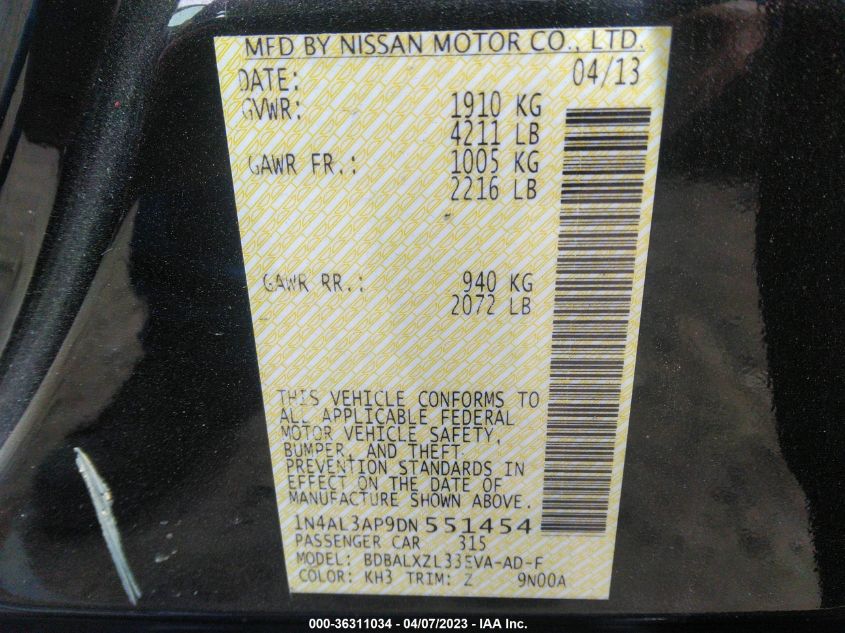 MFD BY NISSAN MOTOR CO., LTD.
DATE: 04/13
GVWR: 1910 KG
4211 LB
GAWR FR.: 1005 KG
2216 LB
GAWR RR.: 940 KG
2072 LB
THIS VEHICLE CONFORMS TO
ALL APPLICABLE FEDERAL
MOTOR VEHICLE SAFETY,
BUMPER, AND THEFT
PREVENTION STANDARDS IN
EFFECT ON THE DATE OF
MANUFACTURE SHOWN ABOVE.
1N4AL3AP9DN551454
PASSENGER CAR 315
MODEL: BDBALXZL33EVA-AD-F
COLOR: KH3 TRIM: Z 9N00A
000-36311034 - 04/07/2023 - IAA Inc.